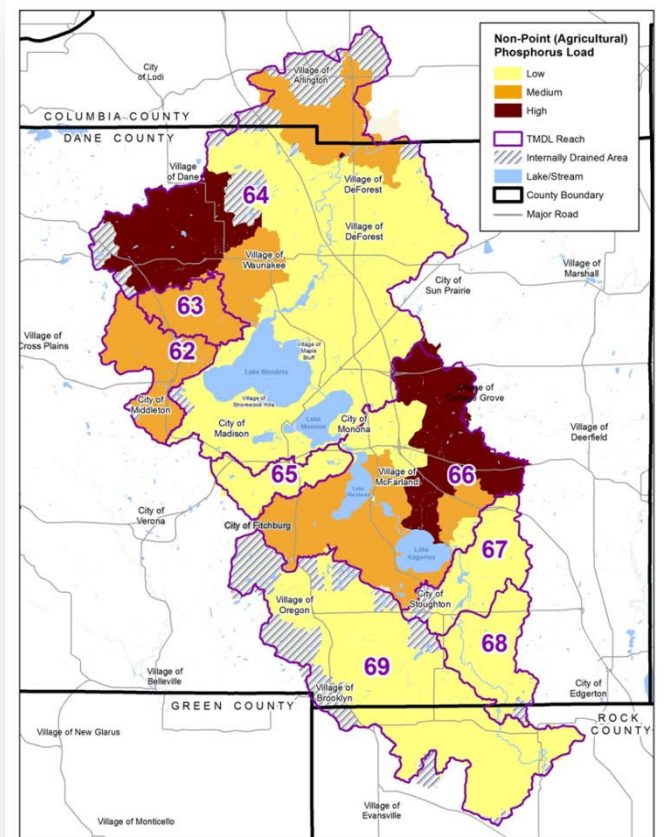 Non-Point (Agricultural)
Phosphorus Load
Low
Medium
High
TMDL Reach
Internally Drained Area
Lake/Stream
County Boundary
Major Road
City
of Lodi
Village of
Arlington
COLUMBIA COUNTY
DANE COUNTY
Village
of Dane
64
Village of
DeForest
Village of
DeForest
Village of
Waunakee
Village of
Marshall
City of
Sun Prairie
63
Village of
Cross Plains
62
Village of
Maple
Bluff
Lake Mendota
Village of
Shorewood Hills
City of
Middleton
Lake
Monona
City of
Monona
City of
Madison
Village of
Grove
Village of
Deerfield
65
Village of
McFarland
66
Lake
City of
Verona
City of Fitchburg
Lake
Kegonsa
67
City of
Stoughton
Village of
Oregon
68
69
Village of
Belleville
Village of
Brooklyn
City of
Edgerton
GREEN COUNTY
ROCK
COUNTY
Village of New Glarus
Village of
Evansville
Village of Monticello